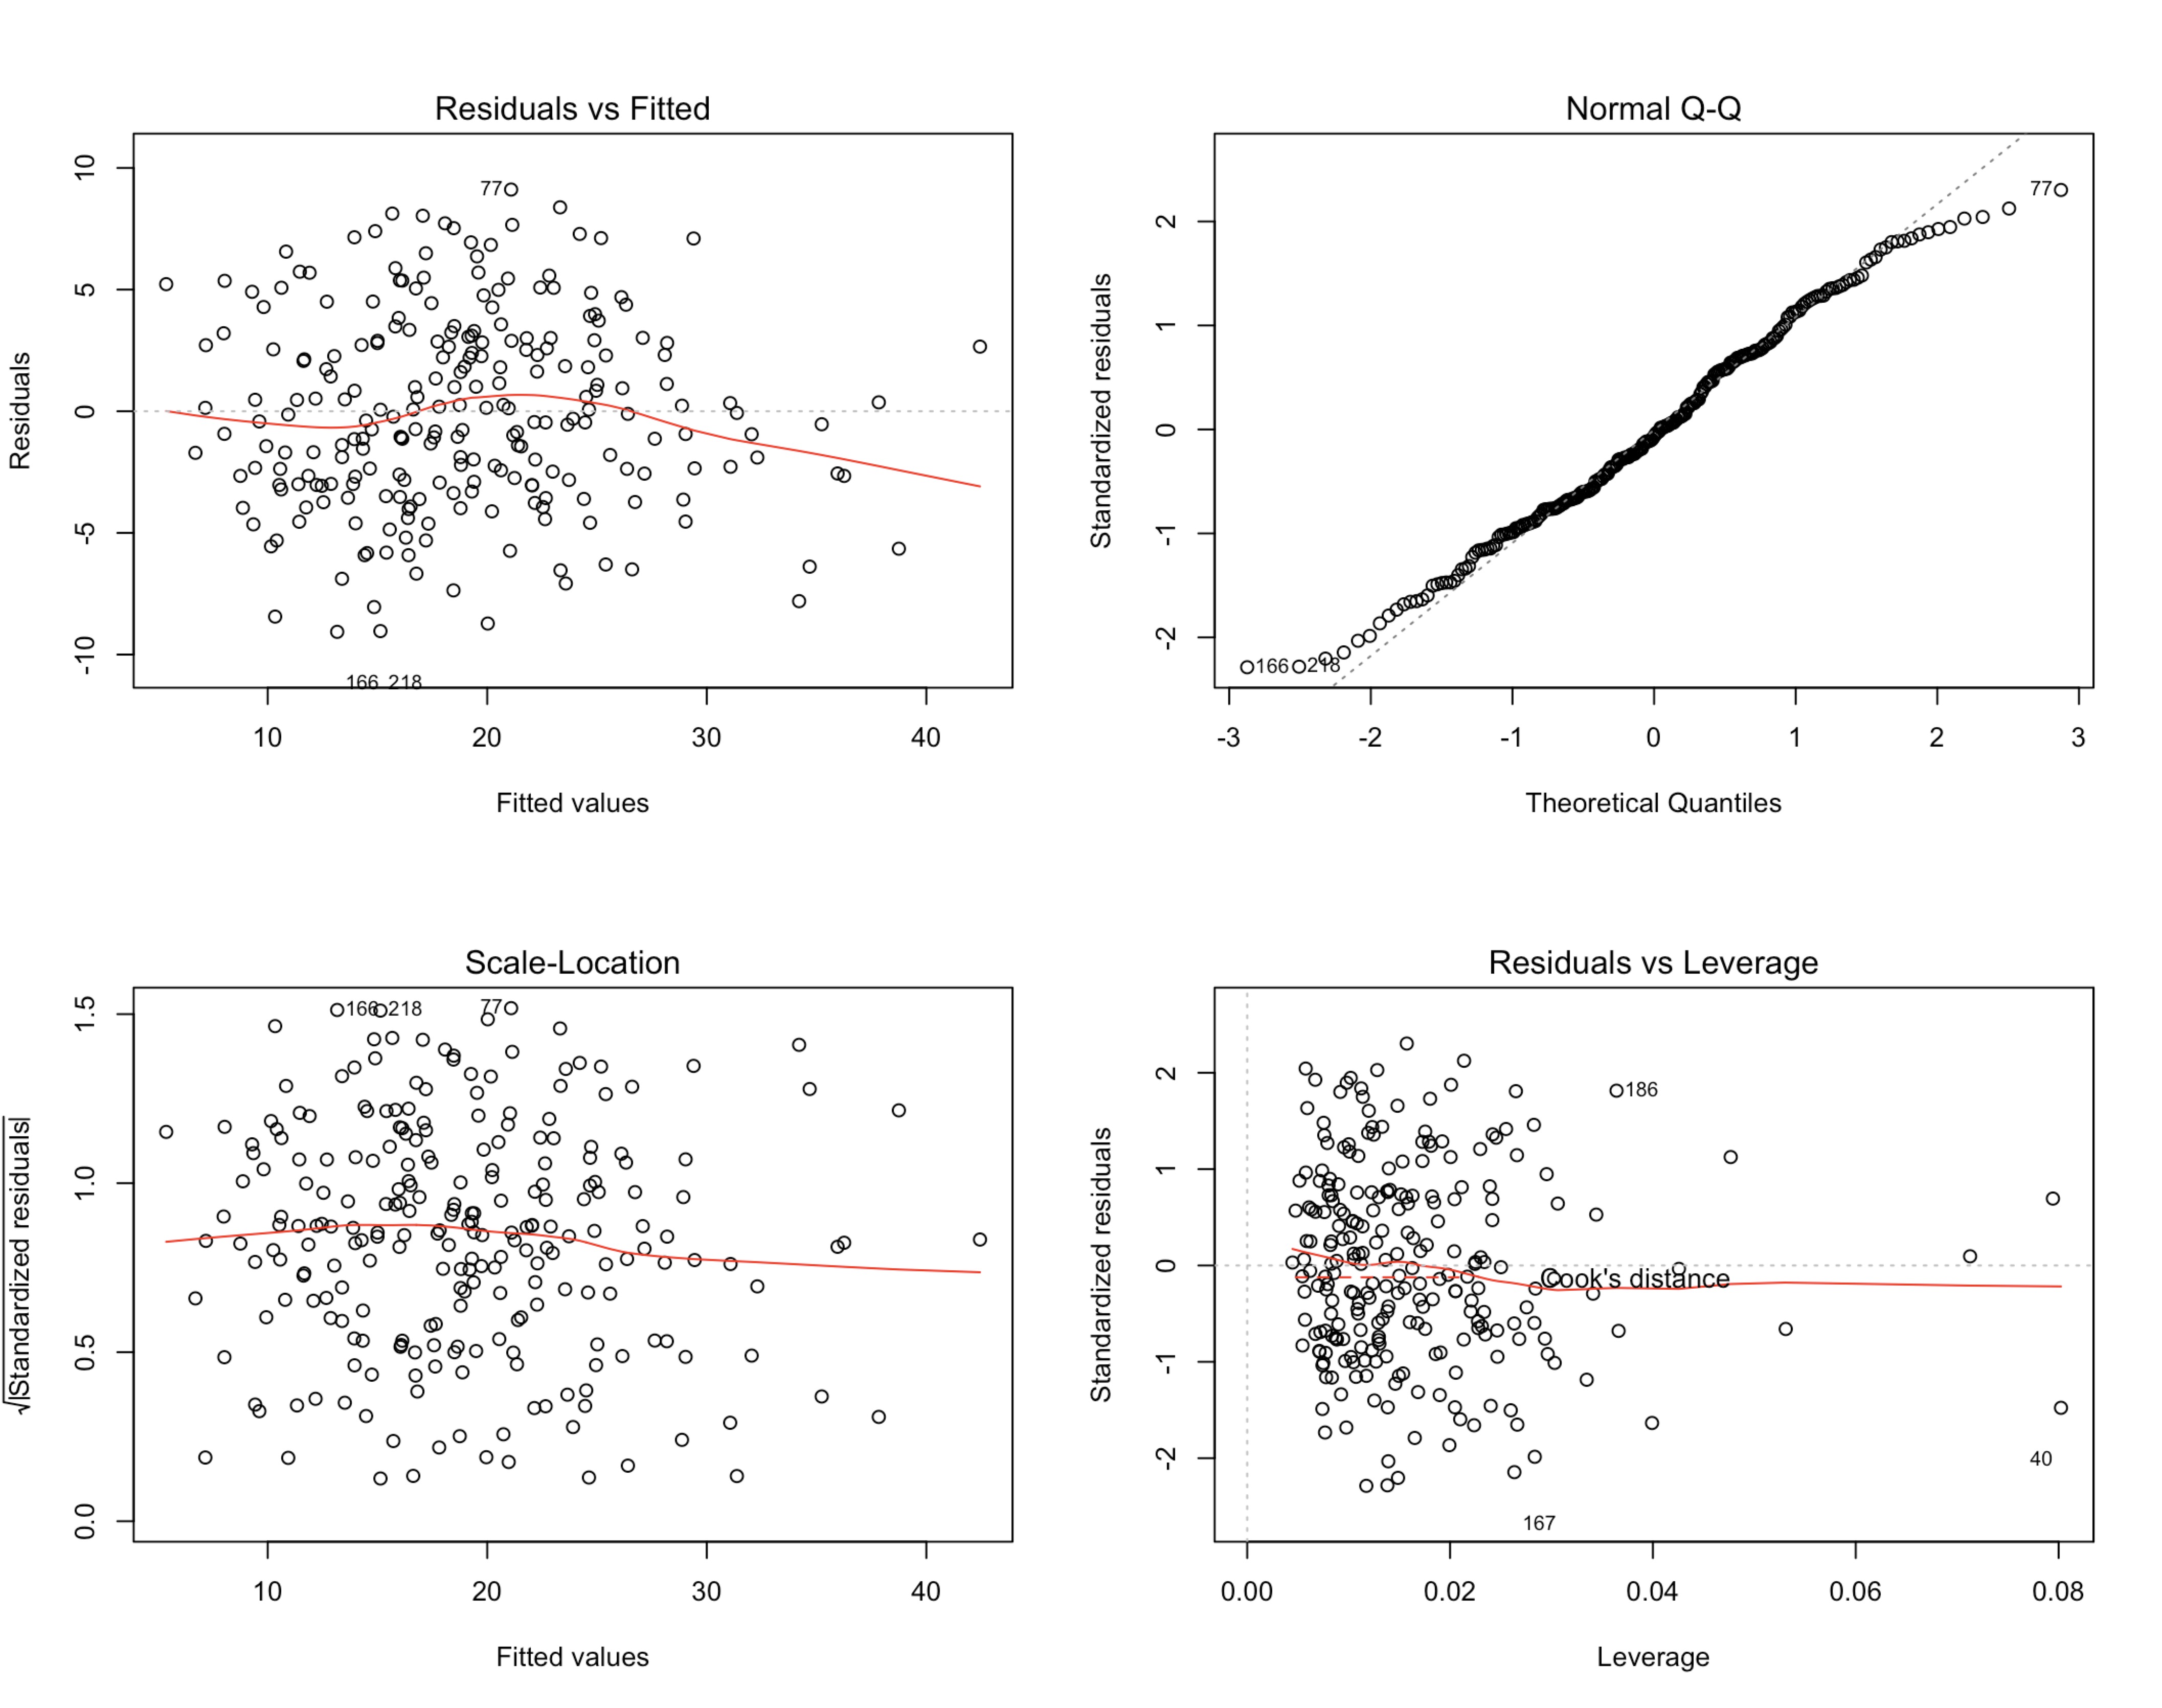 Residuals vs Fitted
Residuals
10
5
0
-5
-10
77
166 218
10 20 30 40
Fitted values
Normal Q-Q
Standardized residuals
2
1
0
-1
-2
77
166 218
-3 -2 -1 0 1 2 3
Theoretical Quantiles
Scale-Location
√|Standardized residuals|
1.5
1.0
0.5
0.0
166 218 77
10 20 30 40
Fitted values
Residuals vs Leverage
Standardized residuals
2
1
0
-1
-2
186
Cook's distance
40
167
0.00 0.02 0.04 0.06 0.08
Leverage